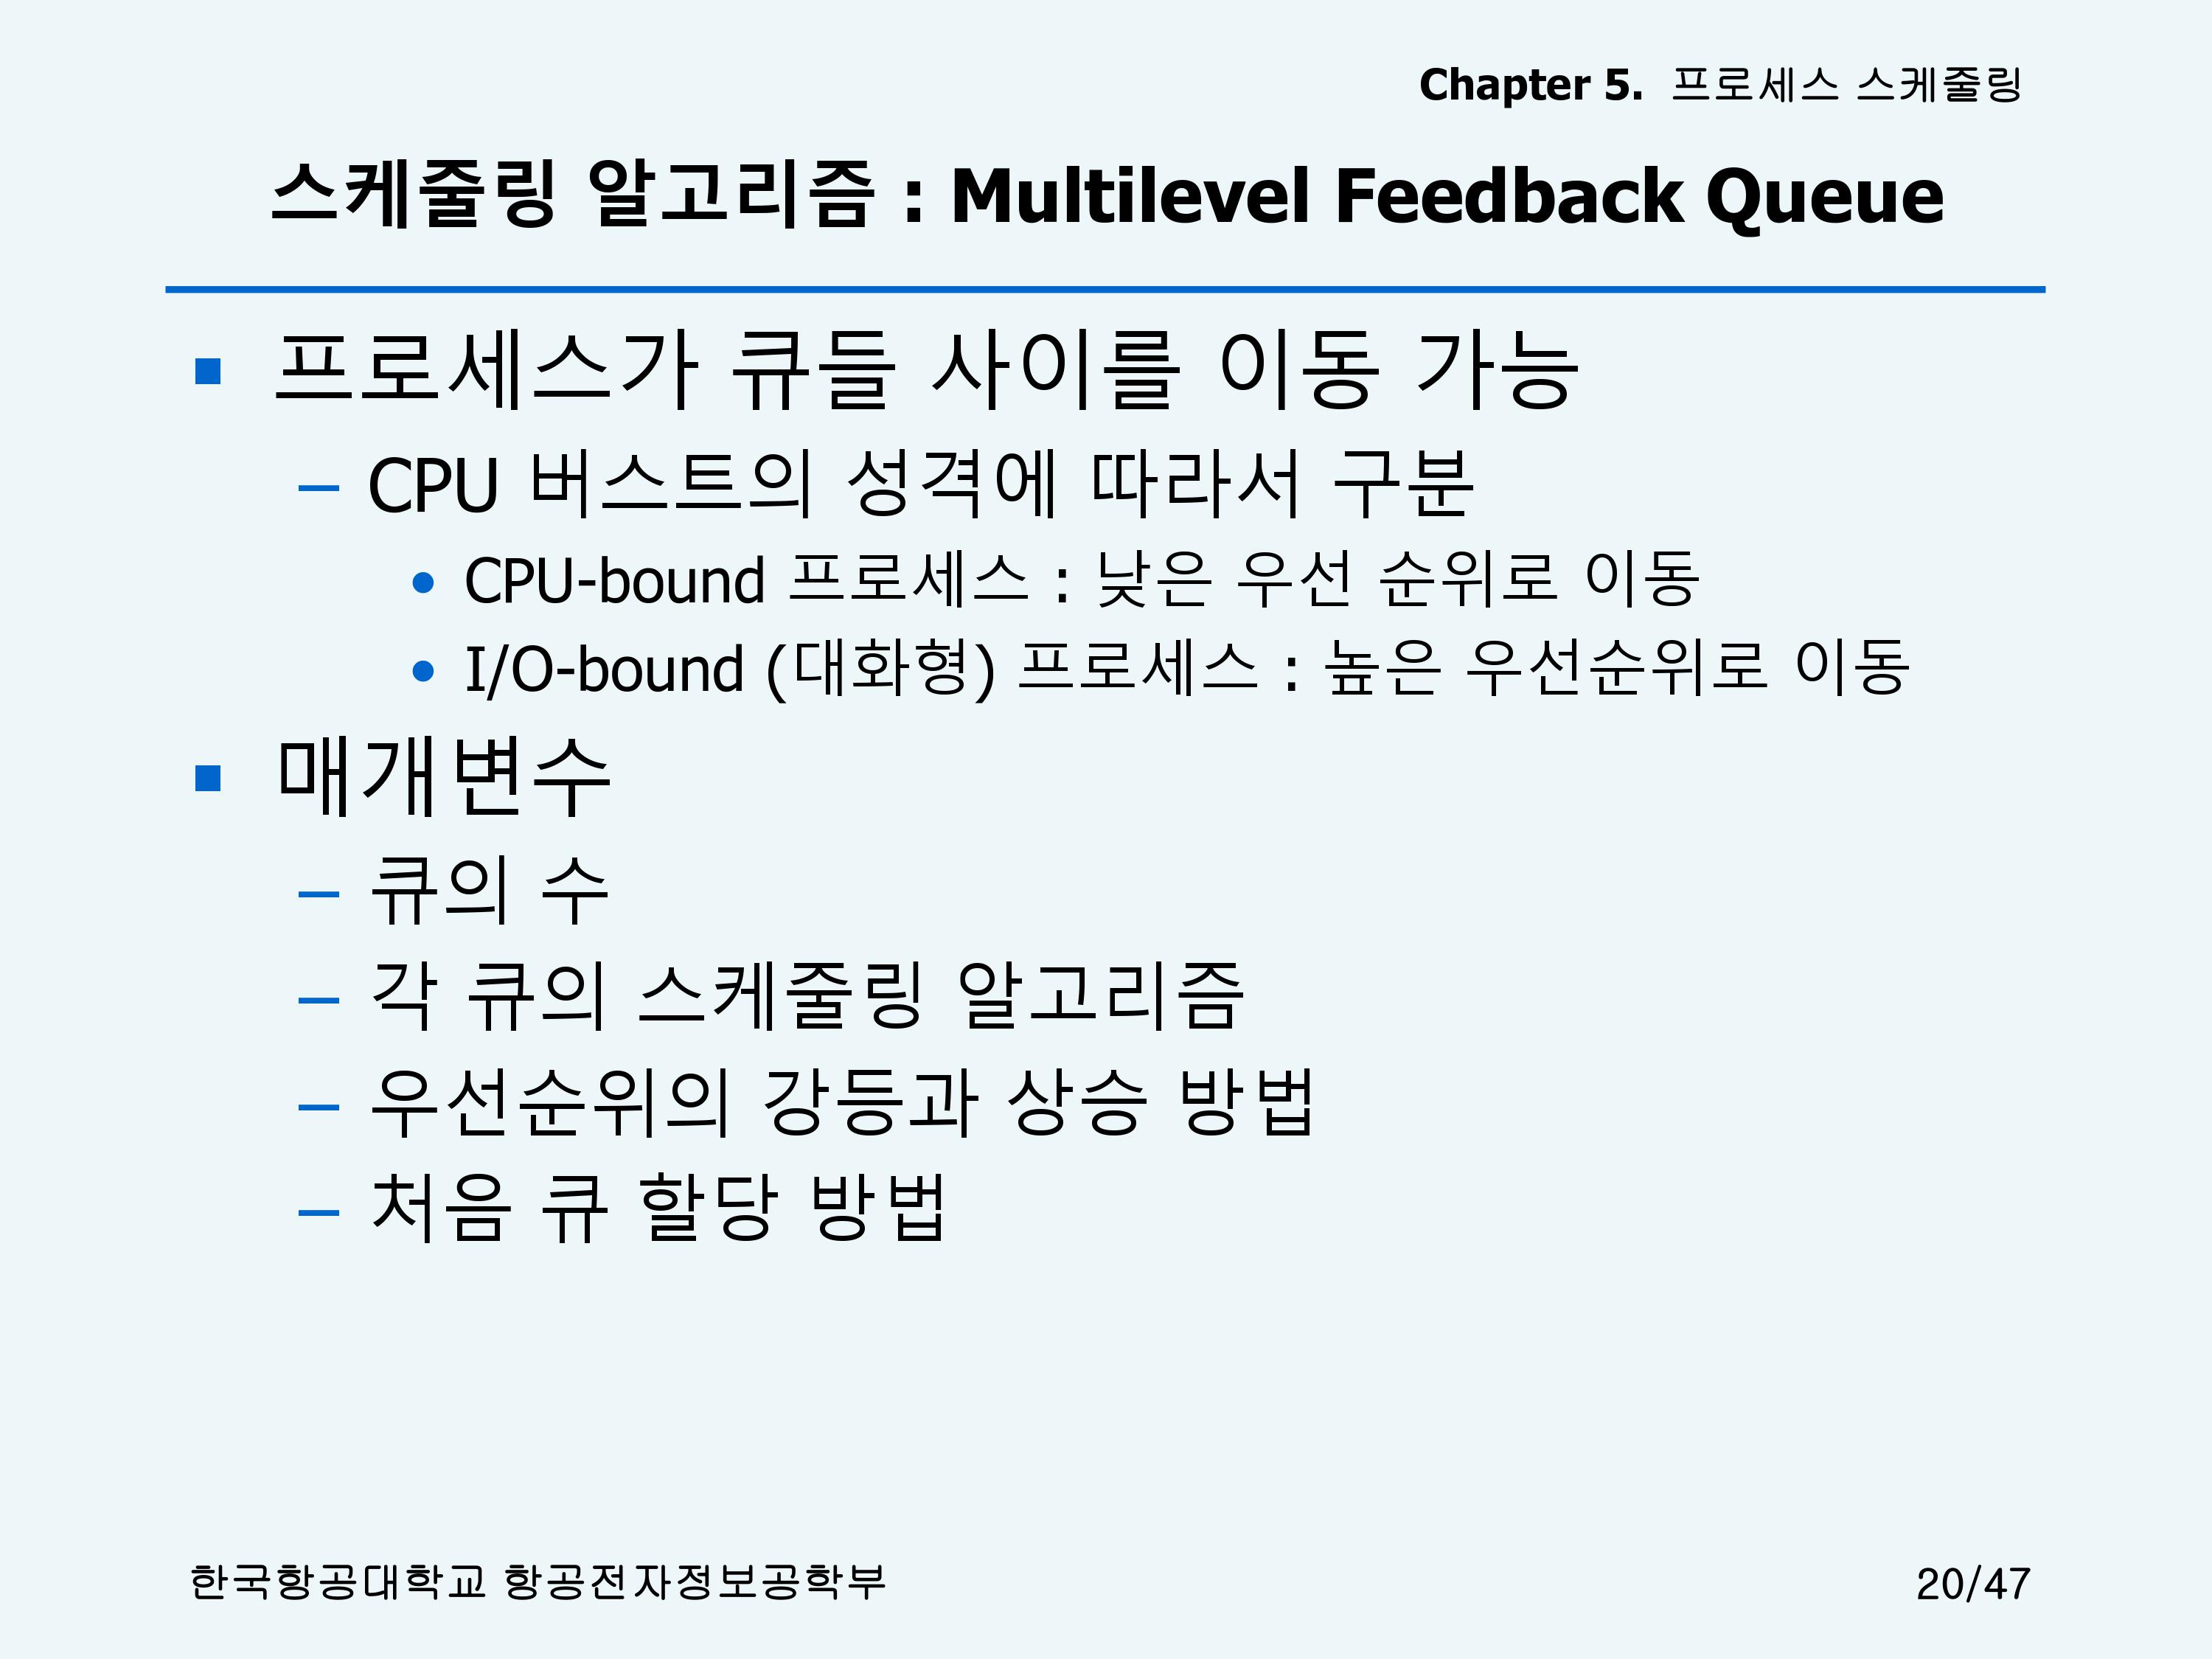 Chapter 5. 프로세스 스케줄링
스케줄링 알고리즘 : Multilevel Feedback Queue
■ 프로세스가 큐들 사이를 이동 가능
– CPU 버스트의 성격에 따라서 구분
• CPU-bound 프로세스 : 낮은 우선 순위로 이동
• I/O-bound (대화형) 프로세스 : 높은 우선순위로 이동
■ 매개변수
– 큐의 수
– 각 큐의 스케줄링 알고리즘
– 우선순위의 강등과 상승 방법
– 처음 큐 할당 방법
한국항공대학교 항공전자정보공학부
20/47